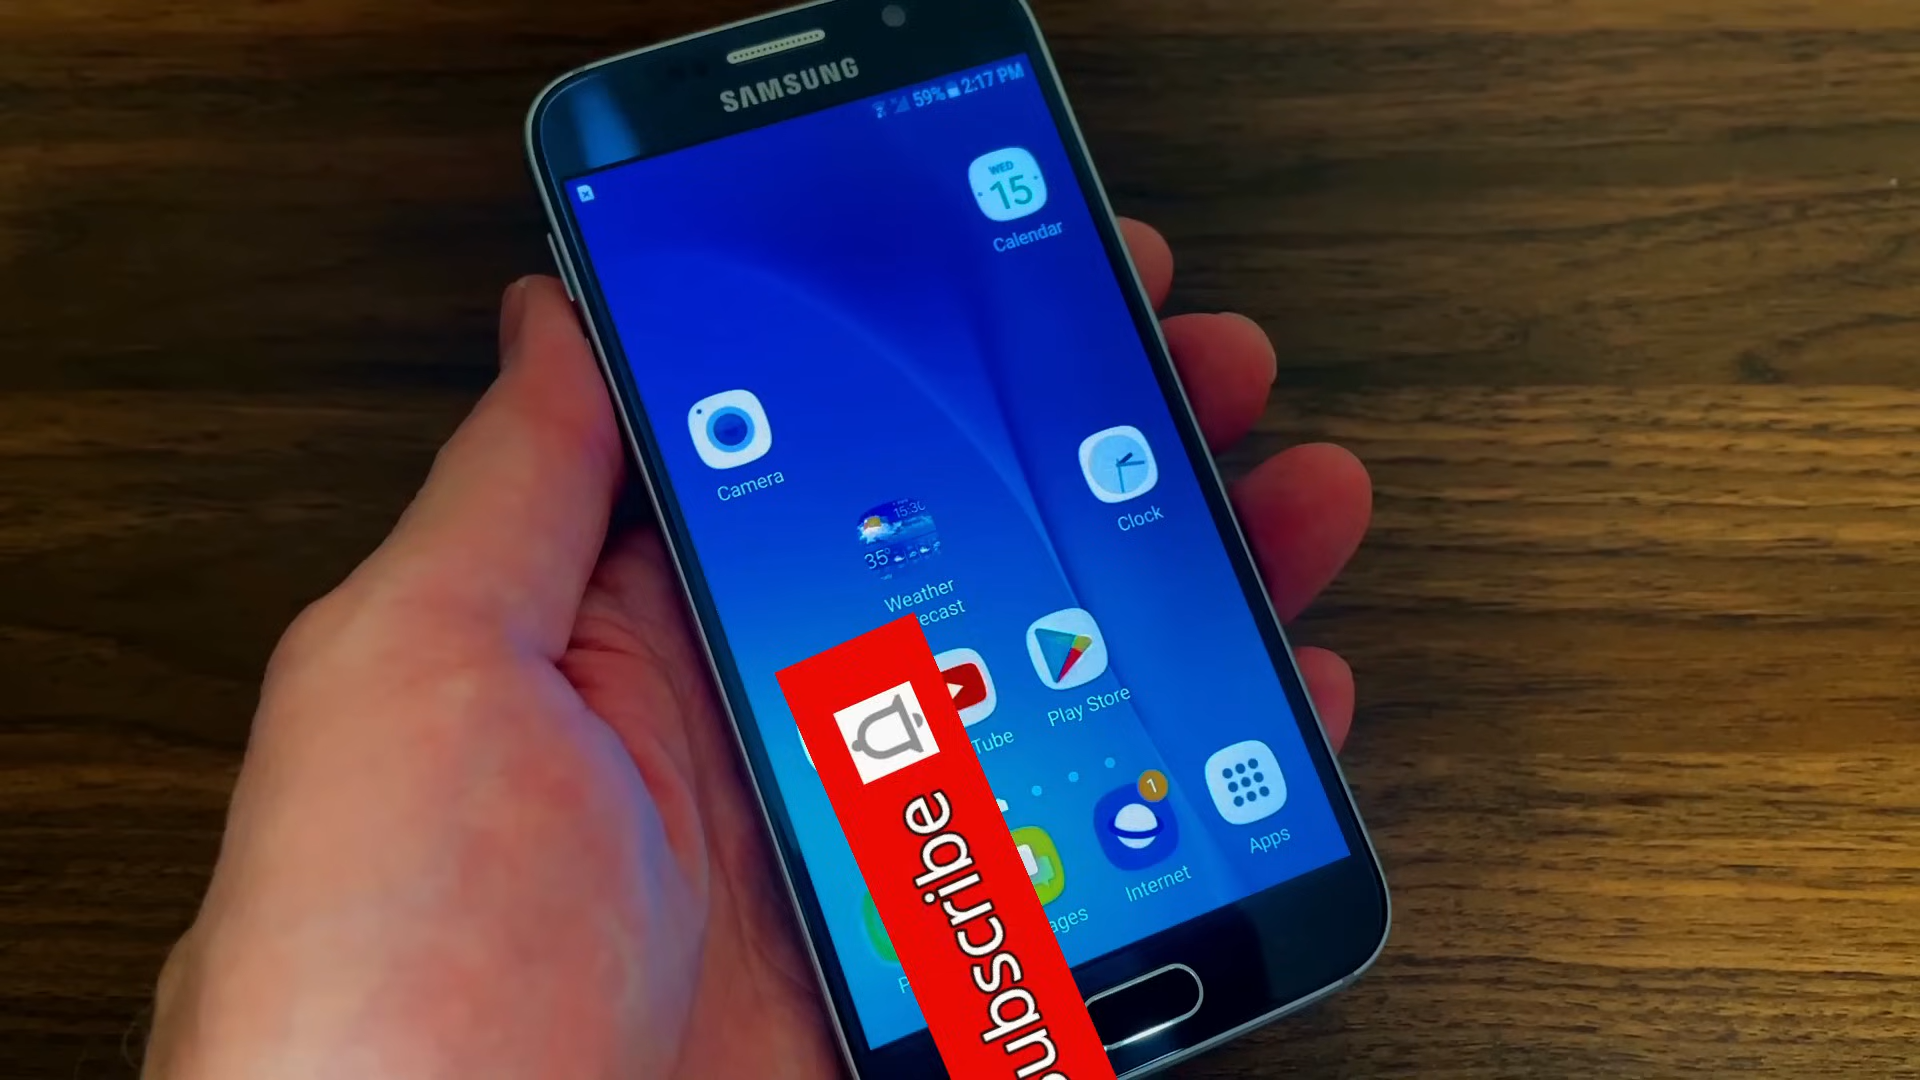 SAMSUNG
59% 2:17 PM
WED
15
Calendar
Camera
15:30
35°
Clock
Weather
ecast
Play Store
Tube
1
Apps
Internet
ages
P
ubscribe